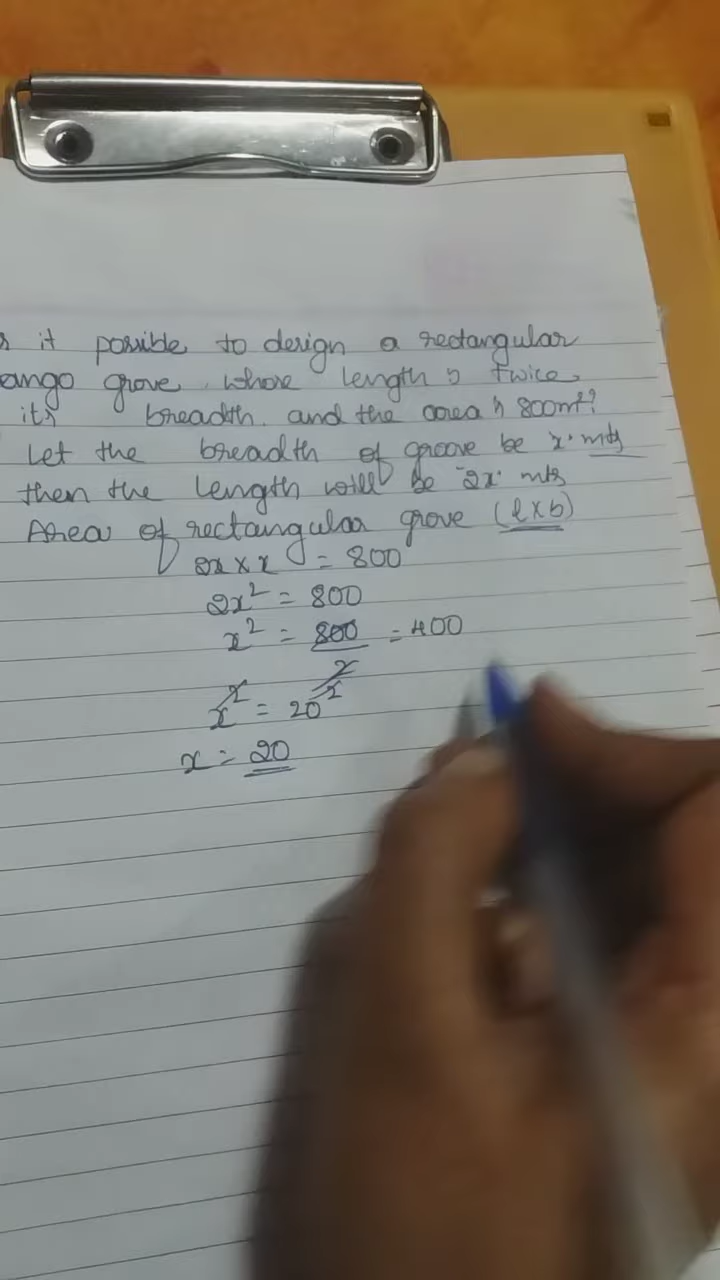 s it possible to design a rectangular
ango grove whose length is twice
its breadth and the area is 800m²?
Let the breadth of groove be x. mts
then the length will be 2x. mts
Area of rectangular grove (l×b)
2x × x = 800
2x² = 800
x² = 800/2 = 400
x² = 20²
x = 20